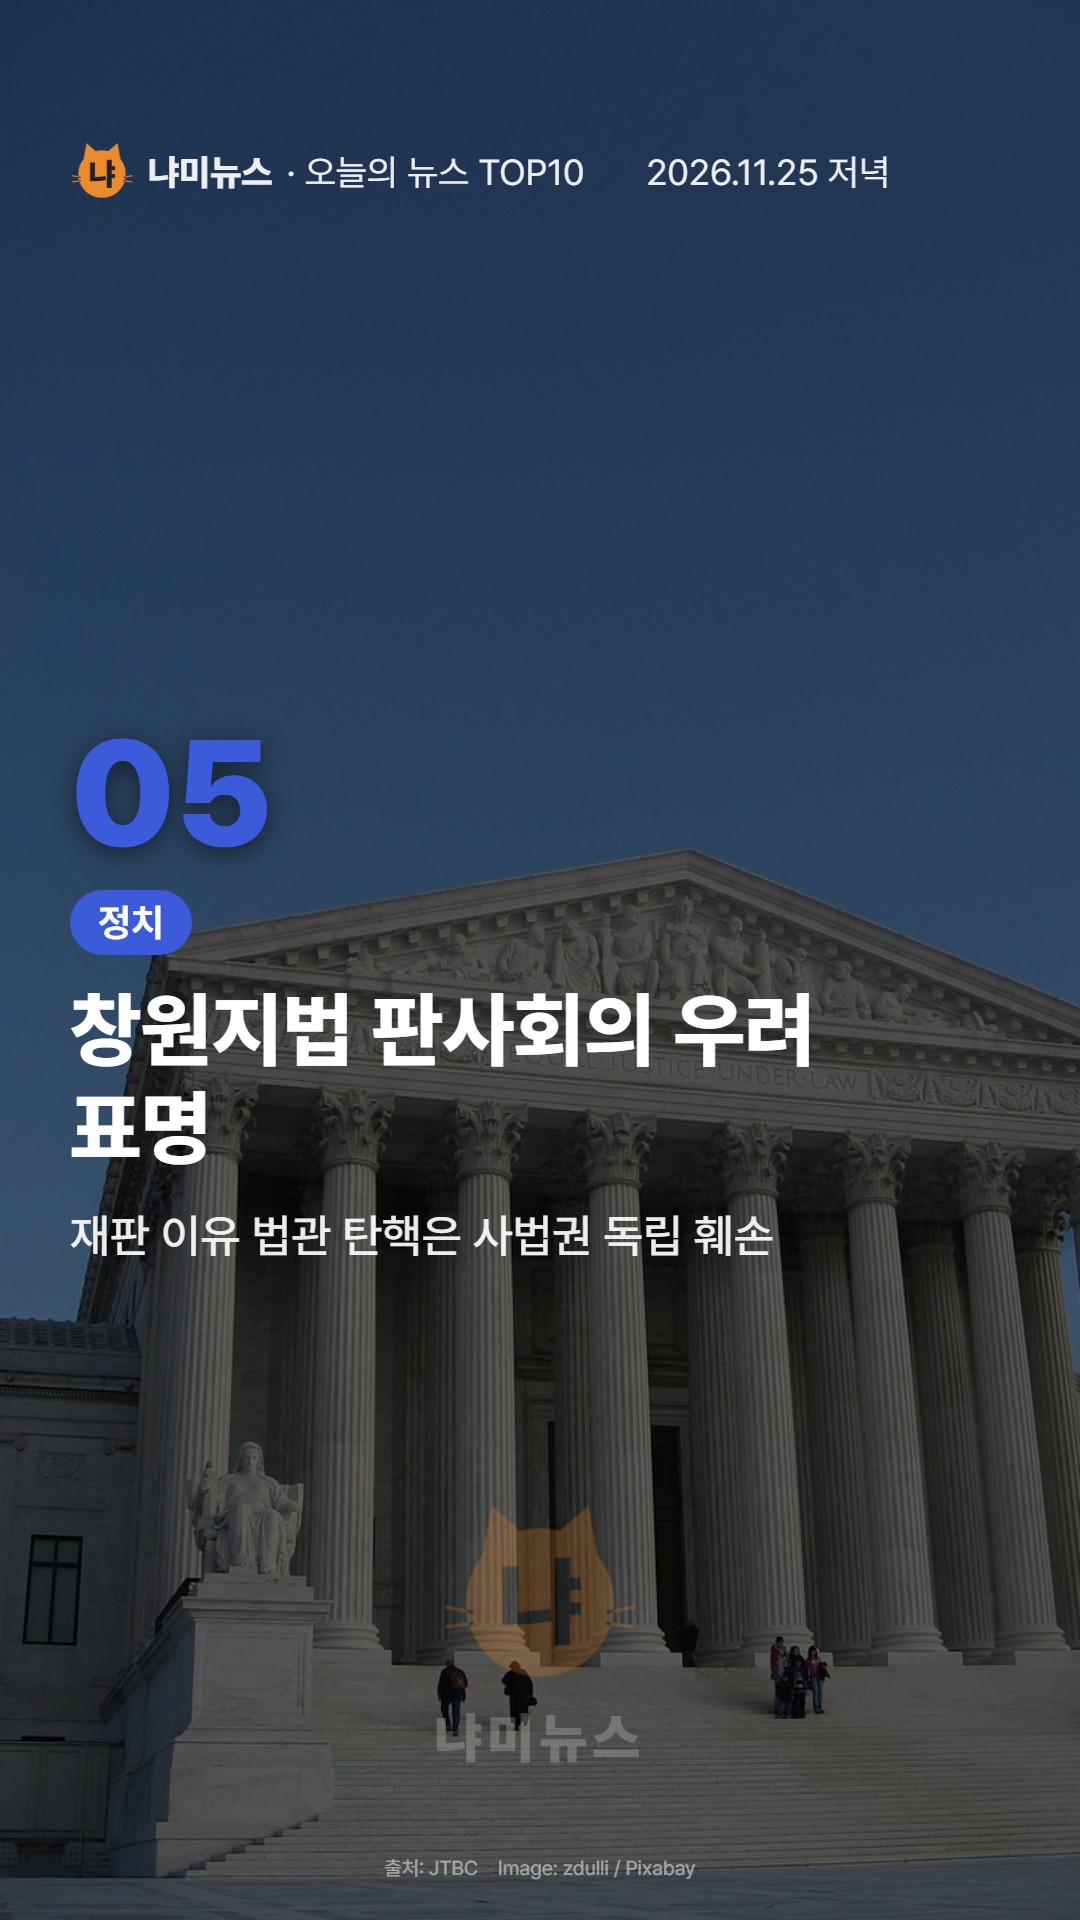 냐 냐미뉴스 · 오늘의 뉴스 TOP10 2026.11.25 저녁
05
정치
창원지법 판사회의 우려
표명
JUSTICE UNDER LAW
재판 이유 법관 탄핵은 사법권 독립 훼손
냐
냐미뉴스
출처: JTBC Image: zdulli / Pixabay